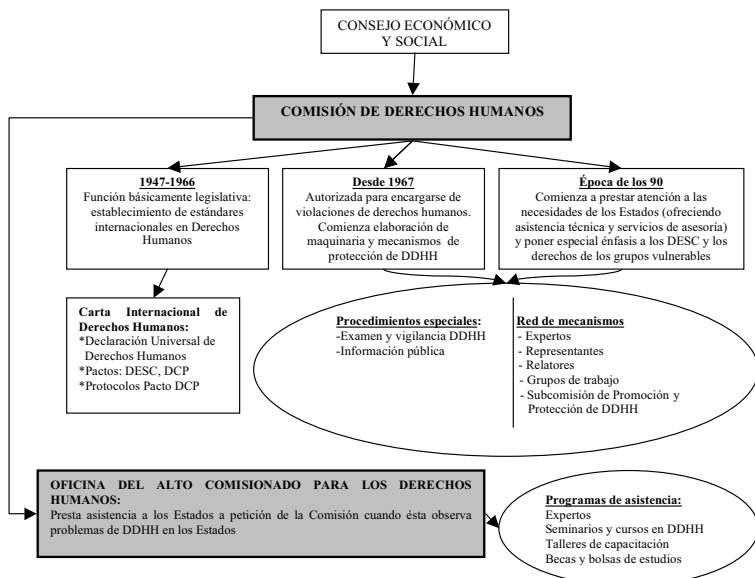 CONSEJO ECONÓMICO
Y SOCIAL
COMISIÓN DE DERECHOS HUMANOS
1947-1966
Función básicamente legislativa:
establecimiento de estándares
internacionales en Derechos
Humanos
Desde 1967
Autorizada para encargarse de
violaciones de derechos humanos.
Comienza elaboración de
maquinaria y mecanismos de
protección de DDHH
Época de los 90
Comienza a prestar atención a las
necesidades de los Estados (ofreciendo
asistencia técnica y servicios de asesoría)
y poner especial énfasis a los DESC y los
derechos de los grupos vulnerables
Carta Internacional de
Derechos Humanos:
*Declaración Universal de
Derechos Humanos
*Pactos: DESC, DCP
*Protocolos Pacto DCP
Procedimientos especiales:
-Examen y vigilancia DDHH
-Información pública
Red de mecanismos
- Expertos
- Representantes
- Relatores
- Grupos de trabajo
- Subcomisión de Promoción y
Protección de DDHH
OFICINA DEL ALTO COMISIONADO PARA LOS DERECHOS
HUMANOS:
Presta asistencia a los Estados a petición de la Comisión cuando ésta observa
problemas de DDHH en los Estados
Programas de asistencia:
Expertos
Seminarios y cursos en DDHH
Talleres de capacitación
Becas y bolsas de estudios